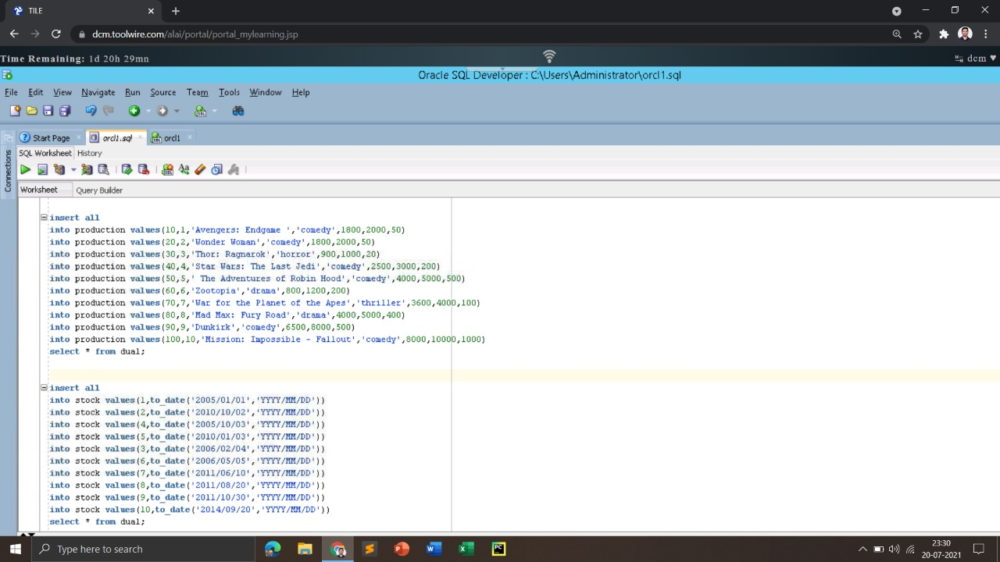 TILE
dcm.toolwire.com/alai/portal/portal_mylearning.jsp
Time Remaining: 1d 20h 29mn
dcm ♥
Oracle SQL Developer : C:\Users\Administrator\orcl1.sql
File Edit View Navigate Run Source Team Tools Window Help
Start Page orcl1.sql orcl1
SQL Worksheet History
Connections
Worksheet Query Builder
insert all
into production values(10,1,'Avengers: Endgame ','comedy',1800,2000,50)
into production values(20,2,'Wonder Woman','comedy',1800,2000,50)
into production values(30,3,'Thor: Ragnarok','horror',900,1000,20)
into production values(40,4,'Star Wars: The Last Jedi','comedy',2500,3000,200)
into production values(50,5,' The Adventures of Robin Hood','comedy',4000,5000,500)
into production values(60,6,'Zootopia','drama',800,1200,200)
into production values(70,7,'War for the Planet of the Apes','thriller',3600,4000,100)
into production values(80,8,'Mad Max: Fury Road','drama',4000,5000,400)
into production values(90,9,'Dunkirk','comedy',6500,8000,500)
into production values(100,10,'Mission: Impossible - Fallout','comedy',8000,10000,1000)
select * from dual;
insert all
into stock values(1,to_date('2005/01/01','YYYY/MM/DD'))
into stock values(2,to_date('2010/10/02','YYYY/MM/DD'))
into stock values(4,to_date('2005/10/03','YYYY/MM/DD'))
into stock values(5,to_date('2010/01/03','YYYY/MM/DD'))
into stock values(3,to_date('2006/02/04','YYYY/MM/DD'))
into stock values(6,to_date('2006/05/05','YYYY/MM/DD'))
into stock values(7,to_date('2011/06/10','YYYY/MM/DD'))
into stock values(8,to_date('2011/08/20','YYYY/MM/DD'))
into stock values(9,to_date('2011/10/30','YYYY/MM/DD'))
into stock values(10,to_date('2014/09/20','YYYY/MM/DD'))
select * from dual;
Type here to search
23:30
20-07-2021